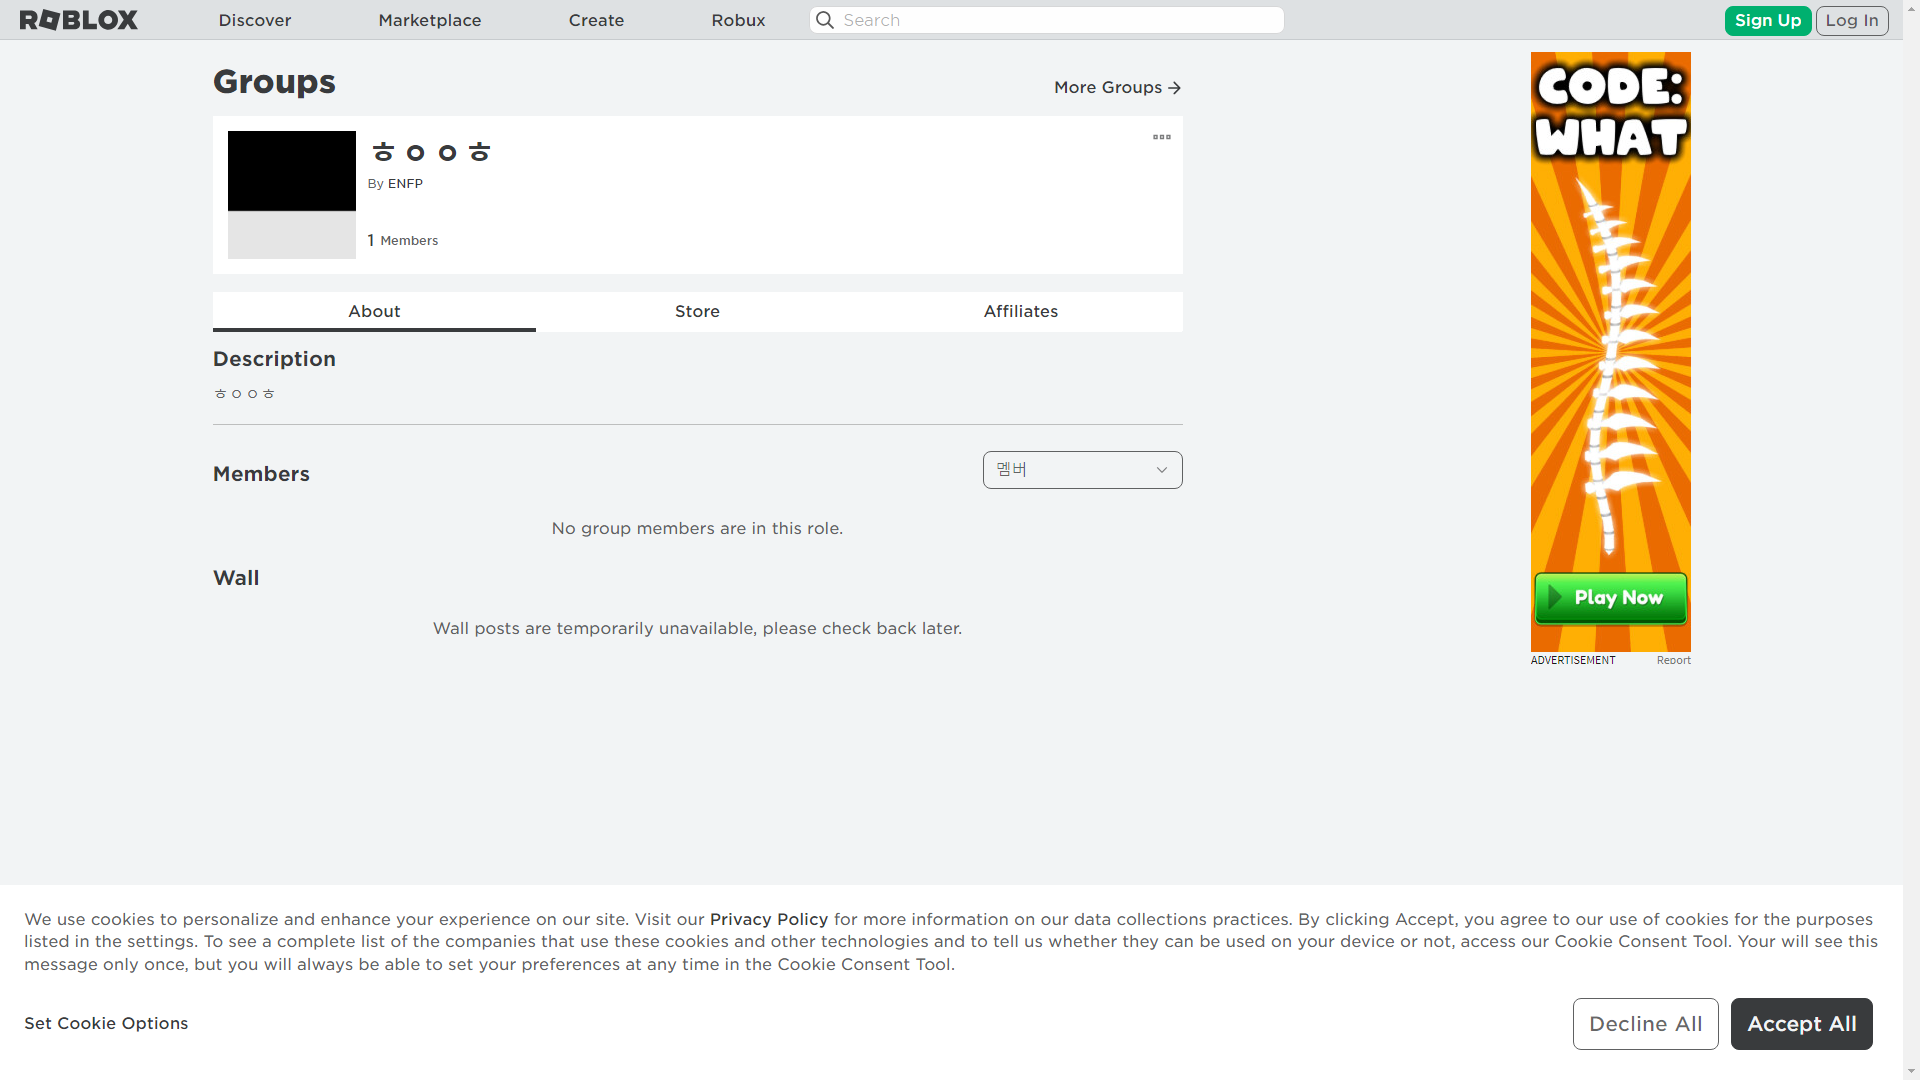 ROBLOX Discover Marketplace Create Robux Search Sign Up Log In
Groups
More Groups
ㅎㅇㅇㅎ
By ENFP
1 Members
About Store Affiliates
Description
ㅎㅇㅇㅎ
Members
멤버
No group members are in this role.
Wall
Wall posts are temporarily unavailable, please check back later.
CODE:
WHAT
Play Now
ADVERTISEMENT Report
We use cookies to personalize and enhance your experience on our site. Visit our Privacy Policy for more information on our data collections practices. By clicking Accept, you agree to our use of cookies for the purposes
listed in the settings. To see a complete list of the companies that use these cookies and other technologies and to tell us whether they can be used on your device or not, access our Cookie Consent Tool. Your will see this
message only once, but you will always be able to set your preferences at any time in the Cookie Consent Tool.
Set Cookie Options
Decline All
Accept All